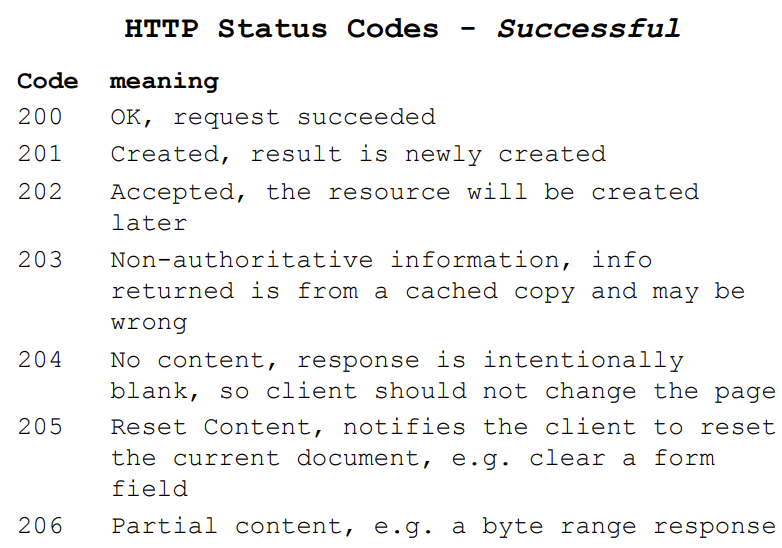 HTTP Status Codes - Successful
Code meaning
200 OK, request succeeded
201 Created, result is newly created
202 Accepted, the resource will be created
later
203 Non-authoritative information, info
returned is from a cached copy and may be
wrong
204 No content, response is intentionally
blank, so client should not change the page
205 Reset Content, notifies the client to reset
the current document, e.g. clear a form
field
206 Partial content, e.g. a byte range response